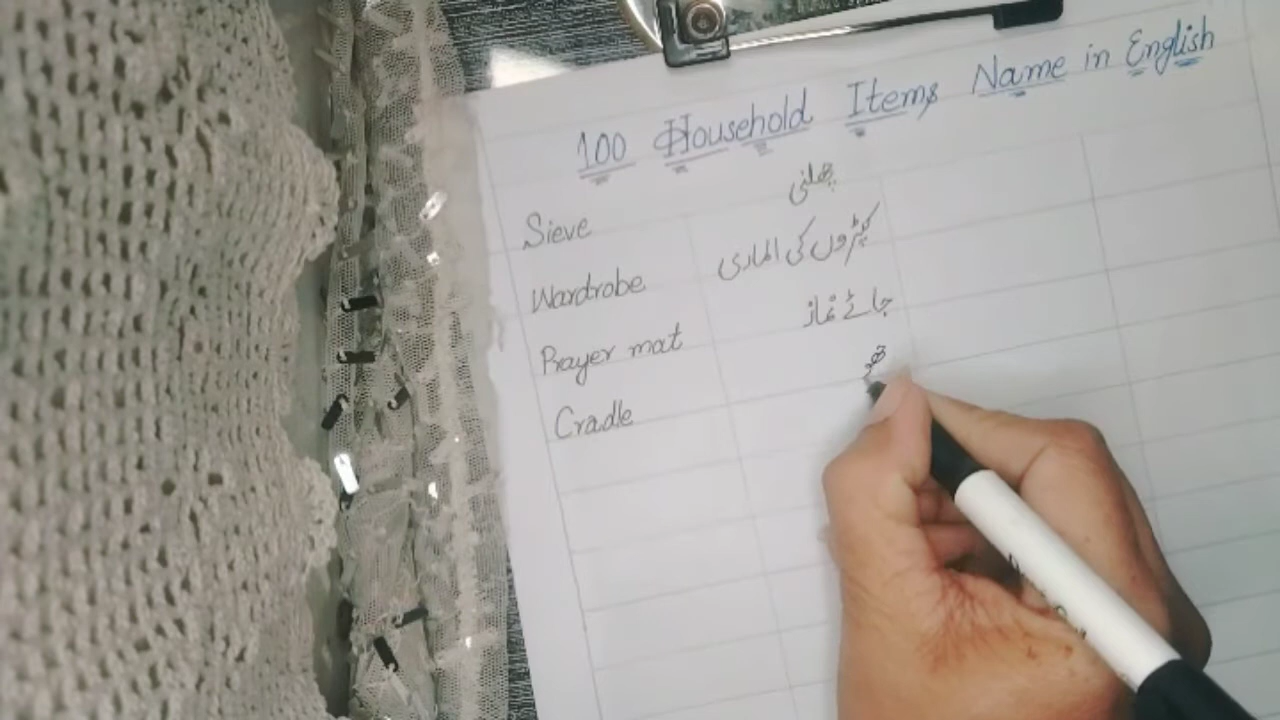 100 Household Items Name in English
Sieve چھلنی
Wardrobe کپڑوں کی الماری
Prayer mat جائے نماز
Cradle